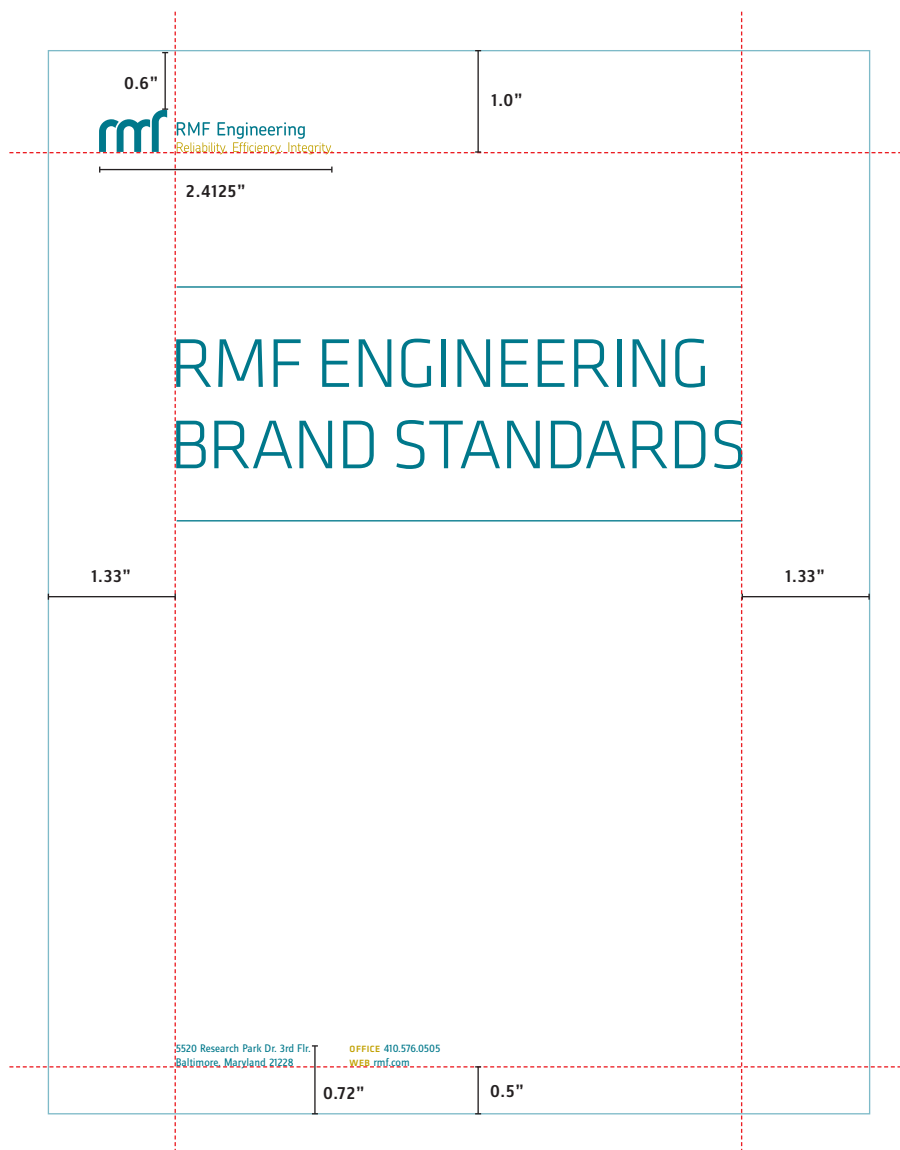 0.6”
1.0”
rmf RMF Engineering
Reliability. Efficiency. Integrity.
2.4125”
RMF ENGINEERING
BRAND STANDARDS
1.33”
1.33”
5520 Research Park Dr. 3rd Flr. OFFICE 410.576.0505
Baltimore, Maryland 21228 WEB rmf.com
0.72”
0.5”